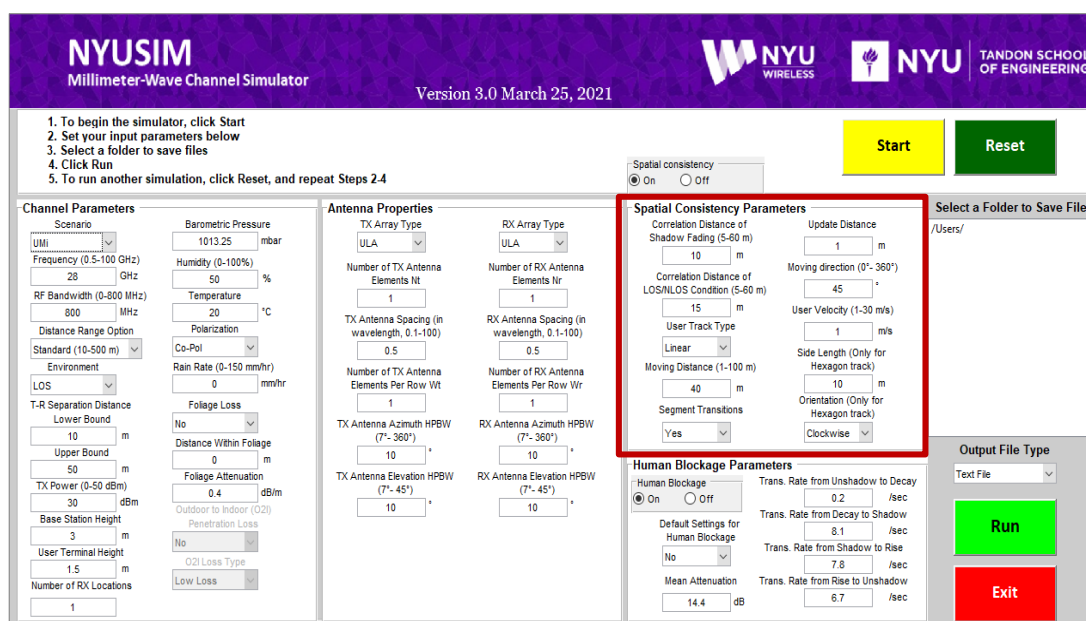 NYUSIM
Millimeter-Wave Channel Simulator
Version 3.0 March 25, 2021
NYU
WIRELESS
NYU
TANDON SCHOOL
OF ENGINEERING
1. To begin the simulator, click Start
2. Set your input parameters below
3. Select a folder to save files
4. Click Run
5. To run another simulation, click Reset, and repeat Steps 2-4
Spatial consistency
On Off
Start
Reset
Channel Parameters
Scenario
UMi
Frequency (0.5-100 GHz)
28 GHz
RF Bandwidth (0-800 MHz)
800 MHz
Distance Range Option
Standard (10-500 m)
Environment
LOS
T-R Separation Distance
Lower Bound
10 m
Upper Bound
50 m
TX Power (0-50 dBm)
30 dBm
Base Station Height
3 m
User Terminal Height
1.5 m
Number of RX Locations
1
Barometric Pressure
1013.25 mbar
Humidity (0-100%)
50 %
Temperature
20 °C
Polarization
Co-Pol
Rain Rate (0-150 mm/hr)
0 mm/hr
Foliage Loss
No
Distance Within Foliage
0 m
Foliage Attenuation
0.4 dB/m
Outdoor to Indoor (O2I)
Penetration Loss
No
O2I Loss Type
Low Loss
Antenna Properties
TX Array Type
ULA
Number of TX Antenna
Elements Nt
1
TX Antenna Spacing (in
wavelength, 0.1-100)
0.5
Number of TX Antenna
Elements Per Row Wt
1
TX Antenna Azimuth HPBW
(7°- 360°)
10 °
TX Antenna Elevation HPBW
(7°- 45°)
10 °
RX Array Type
ULA
Number of RX Antenna
Elements Nr
1
RX Antenna Spacing (in
wavelength, 0.1-100)
0.5
Number of RX Antenna
Elements Per Row Wr
1
RX Antenna Azimuth HPBW
(7°- 360°)
10 °
RX Antenna Elevation HPBW
(7°- 45°)
10 °
Spatial Consistency Parameters
Correlation Distance of
Shadow Fading (5-60 m)
10 m
Correlation Distance of
LOS/NLOS Condition (5-60 m)
15 m
User Track Type
Linear
Moving Distance (1-100 m)
40 m
Segment Transitions
Yes
Update Distance
1 m
Moving direction (0°- 360°)
45 °
User Velocity (1-30 m/s)
1 m/s
Side Length (Only for
Hexagon track)
10 m
Orientation (Only for
Hexagon track)
Clockwise
Human Blockage Parameters
Human Blockage
On Off
Default Settings for
Human Blockage
No
Mean Attenuation
14.4 dB
Trans. Rate from Unshadow to Decay
0.2 /sec
Trans. Rate from Decay to Shadow
8.1 /sec
Trans. Rate from Shadow to Rise
7.8 /sec
Trans. Rate from Rise to Unshadow
6.7 /sec
Select a Folder to Save File
/Users/
Output File Type
Text File
Run
Exit